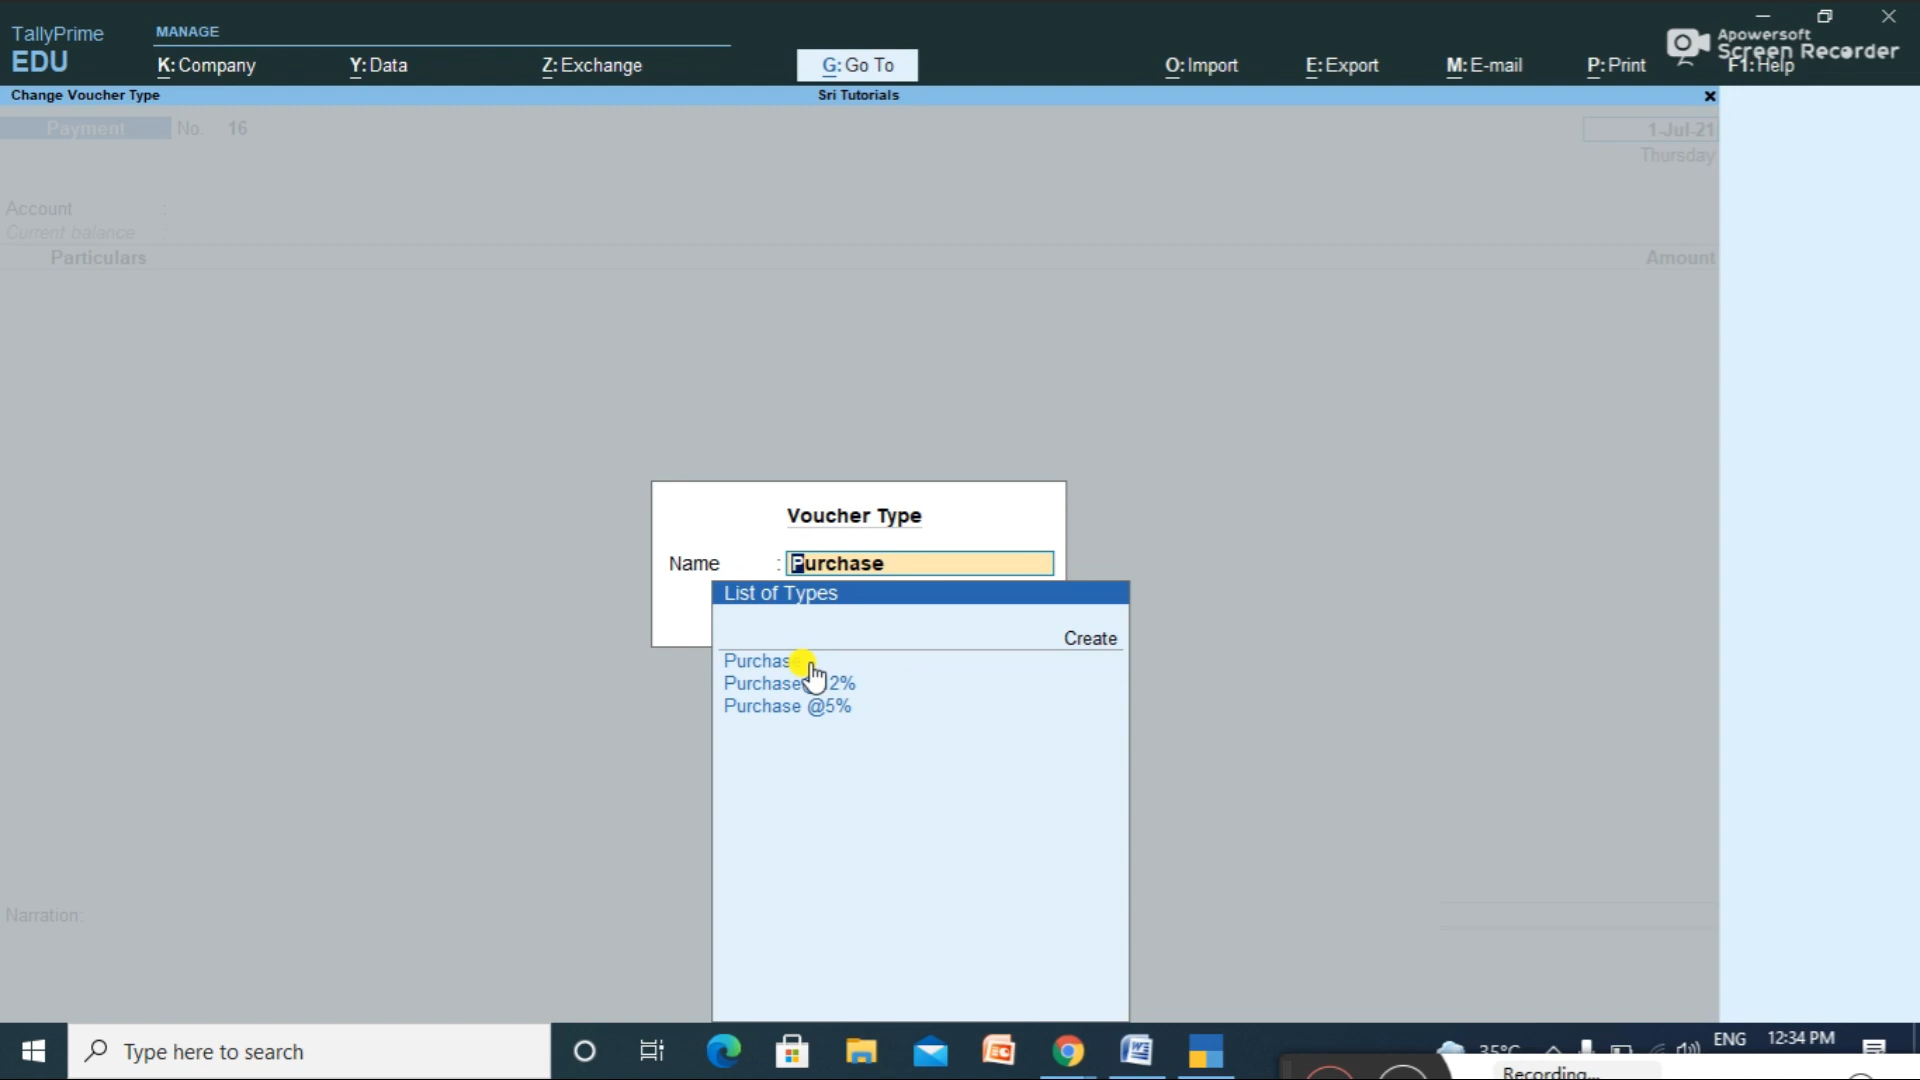 TallyPrime
EDU
MANAGE
K: Company
Y: Data
Z: Exchange
G: Go To
O: Import
E: Export
M: E-mail
P: Print
F1: Help
Apowersoft
Screen Recorder
Change Voucher Type
Sri Tutorials
Payment No. 16
1-Jul-21
Thursday
Account :
Current balance :
Particulars
Amount
Voucher Type
Name : Purchase
List of Types
Create
Purchase
2%
Purchase @5%
Narration:
Type here to search
35°C
ENG
12:34 PM
Recording...